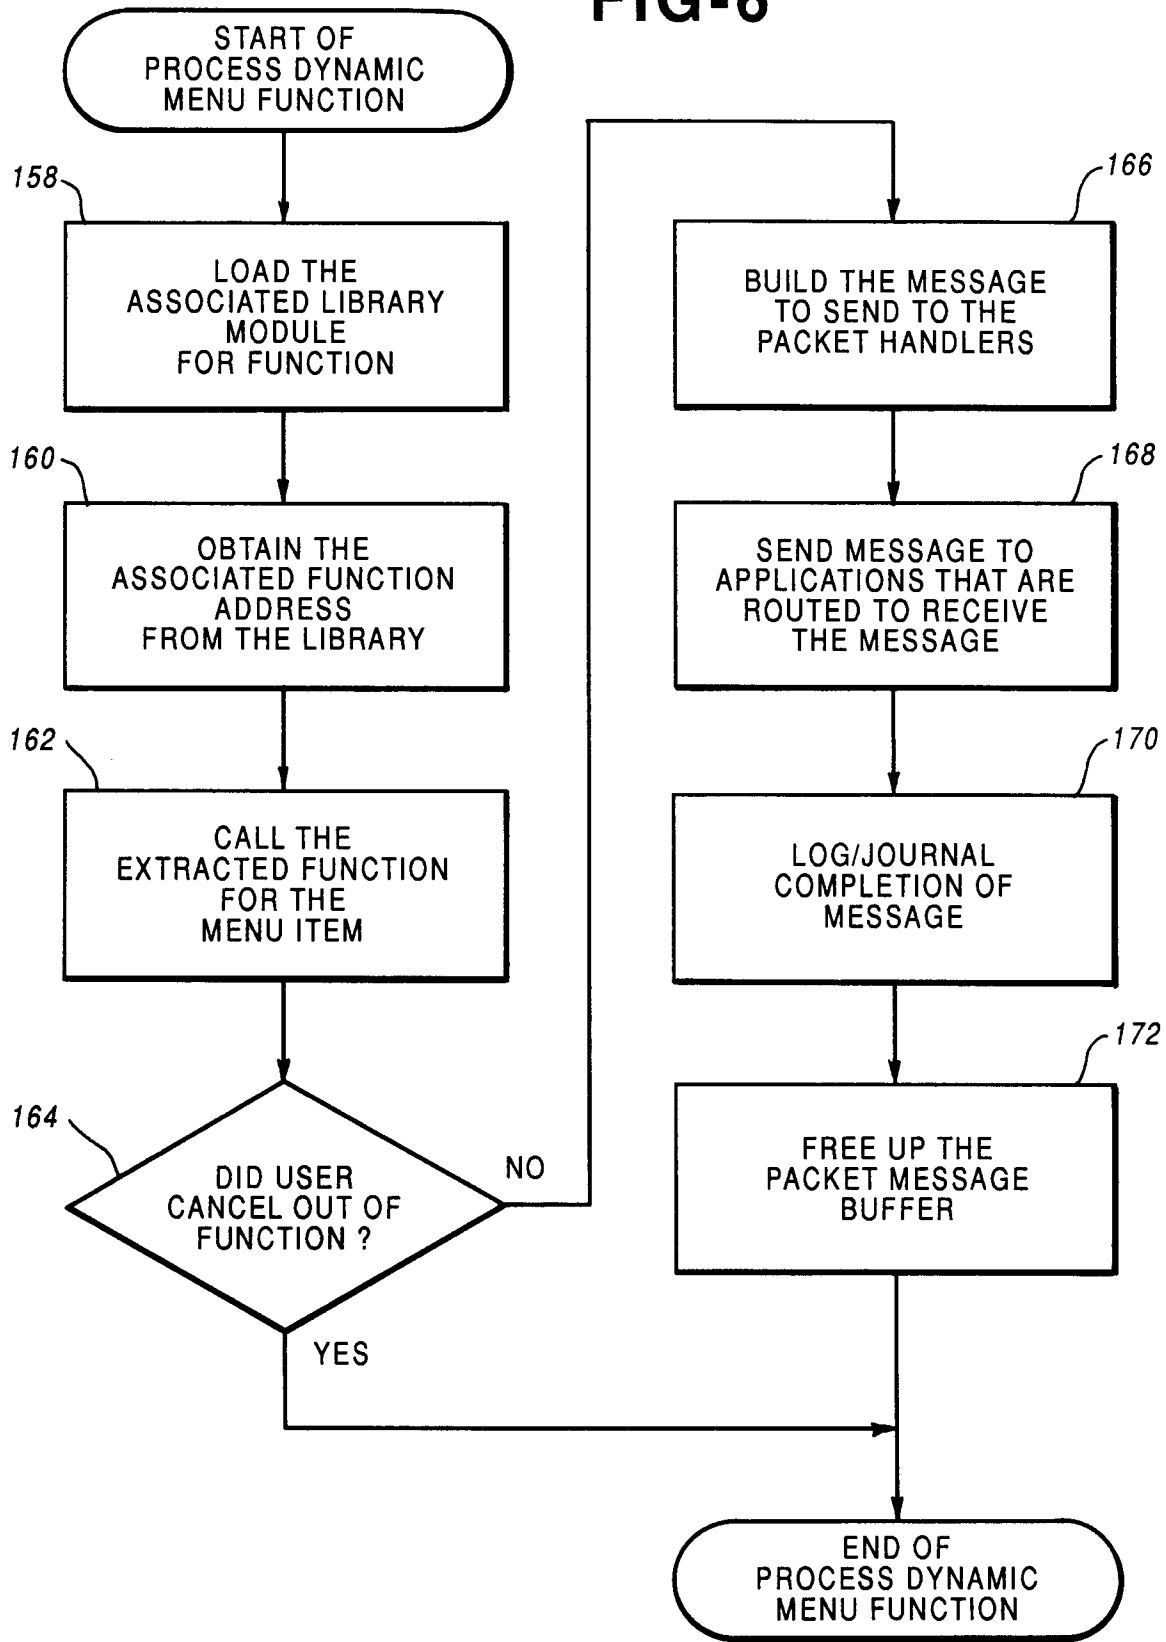 FIG-6
START OF
PROCESS DYNAMIC
MENU FUNCTION
158
LOAD THE
ASSOCIATED LIBRARY
MODULE
FOR FUNCTION
160
OBTAIN THE
ASSOCIATED FUNCTION
ADDRESS
FROM THE LIBRARY
162
CALL THE
EXTRACTED FUNCTION
FOR THE
MENU ITEM
164
DID USER
CANCEL OUT OF
FUNCTION ?
NO
YES
166
BUILD THE MESSAGE
TO SEND TO THE
PACKET HANDLERS
168
SEND MESSAGE TO
APPLICATIONS THAT ARE
ROUTED TO RECEIVE
THE MESSAGE
170
LOG/JOURNAL
COMPLETION OF
MESSAGE
172
FREE UP THE
PACKET MESSAGE
BUFFER
END OF
PROCESS DYNAMIC
MENU FUNCTION